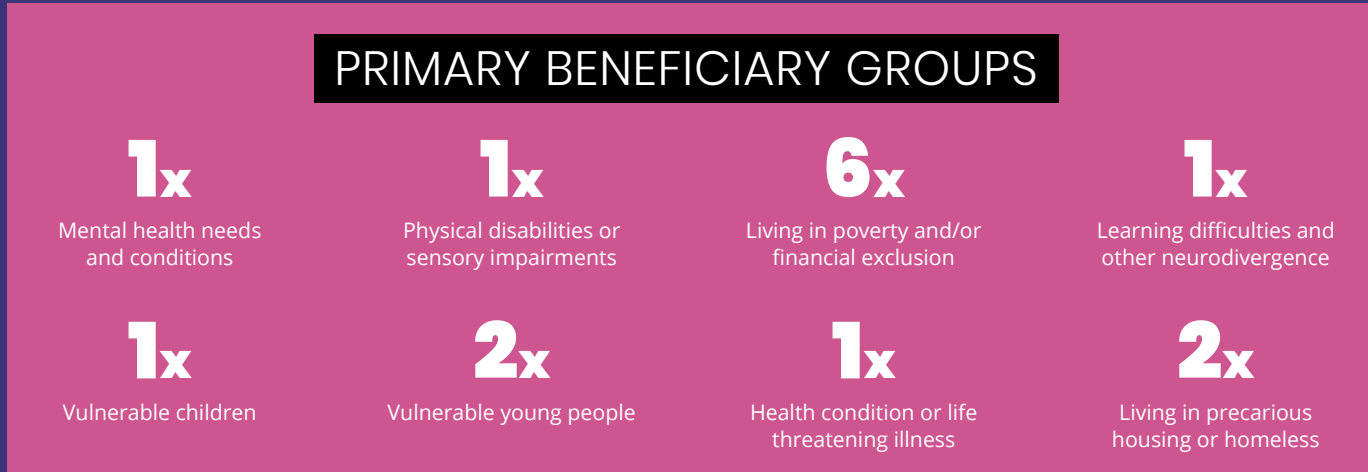 PRIMARY BENEFICIARY GROUPS
1x
Mental health needs
and conditions
1x
Physical disabilities or
sensory impairments
6x
Living in poverty and/or
financial exclusion
1x
Learning difficulties and
other neurodivergence
1x
Vulnerable children
2x
Vulnerable young people
1x
Health condition or life
threatening illness
2x
Living in precarious
housing or homeless